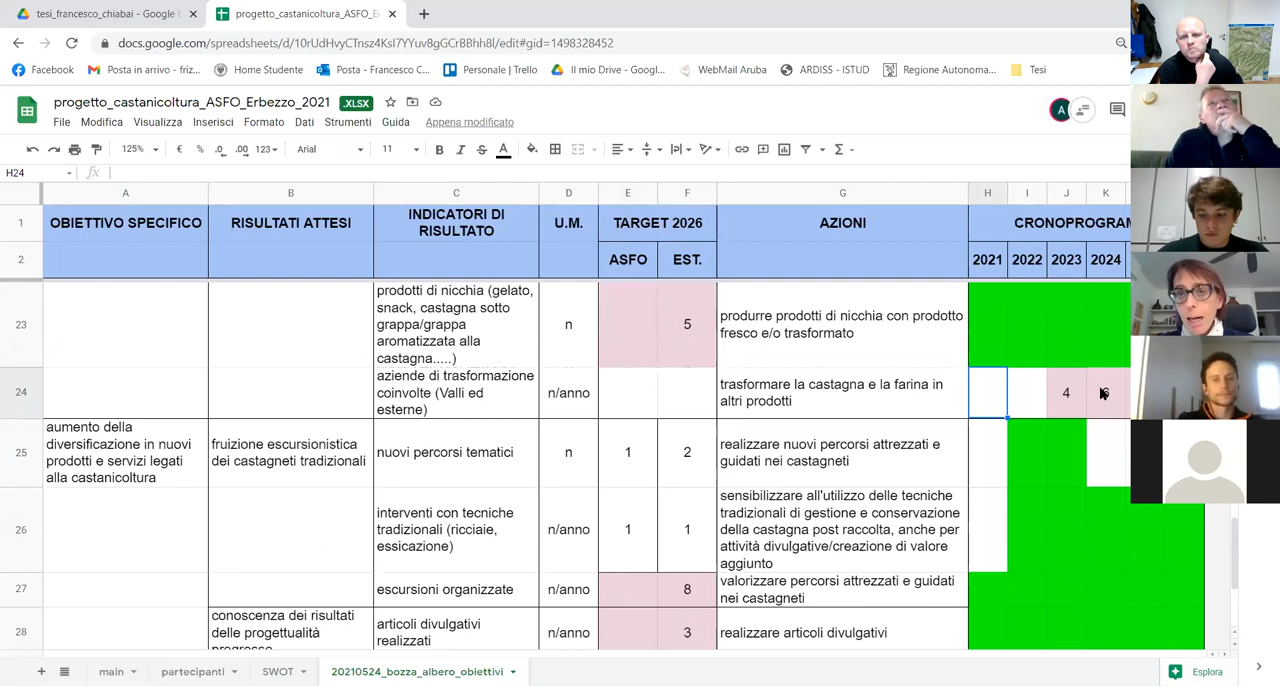 tesi_francesco_chiabai - Google
progetto_castanicoltura_ASFO_E
docs.google.com/spreadsheets/d/10rUdHvyCTnsz4KsI7YYuv8gGCrBBhh8l/edit#gid=1498328452
Facebook
Posta in arrivo - friz...
Home Studente
Posta - Francesco C...
Personale | Trello
Il mio Drive - Googl...
WebMail Aruba
ARDISS - ISTUD
Regione Autonoma...
Tesi
progetto_castanicoltura_ASFO_Erbezzo_2021 .XLSX
File Modifica Visualizza Inserisci Formato Dati Strumenti Guida Appena modificato
A
125% € % .0 .00 123 Arial 11 B I S A
H24 fx
A B C D E F G H I J K
1 OBIETTIVO SPECIFICO RISULTATI ATTESI INDICATORI DI RISULTATO U.M. TARGET 2026 AZIONI CRONOPROGRAM
2 ASFO EST. 2021 2022 2023 2024
23
prodotti di nicchia (gelato,
snack, castagna sotto
grappa/grappa
aromatizzata alla
castagna.....)
n
5
produrre prodotti di nicchia con prodotto
fresco e/o trasformato
24
aziende di trasformazione
coinvolte (Valli ed
esterne)
n/anno
trasformare la castagna e la farina in
altri prodotti
4
25
aumento della
diversificazione in nuovi
prodotti e servizi legati
alla castanicoltura
fruizione escursionistica
dei castagneti tradizionali
nuovi percorsi tematici
n
1
2
realizzare nuovi percorsi attrezzati e
guidati nei castagneti
26
interventi con tecniche
tradizionali (ricciaie,
essicazione)
n/anno
1
1
sensibilizzare all'utilizzo delle tecniche
tradizionali di gestione e conservazione
della castagna post raccolta, anche per
attività divulgative/creazione di valore
aggiunto
27
escursioni organizzate
n/anno
8
valorizzare percorsi attrezzati e guidati
nei castagneti
28
conoscenza dei risultati
delle progettualità
articoli divulgativi
realizzati
n/anno
3
realizzare articoli divulgativi
main partecipanti SWOT 20210524_bozza_albero_obiettivi
Esplora